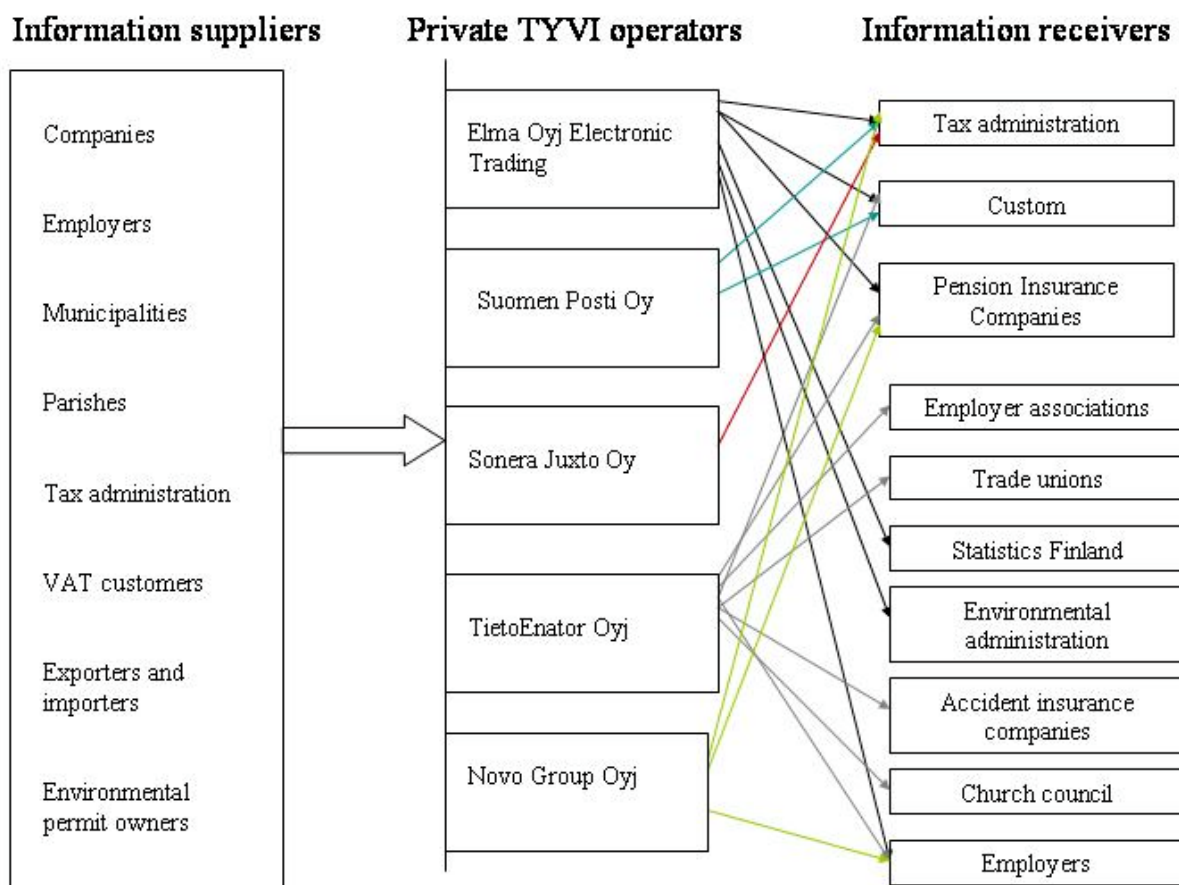 Information suppliers
Private TYVI operators
Information receivers
Companies
Employers
Municipalities
Parishes
Tax administration
VAT customers
Exporters and
importers
Environmental
permit owners
Elma Oyj Electronic
Trading
Suomen Posti Oy
Sonera Juxto Oy
TietoEnator Oyj
Novo Group Oyj
Tax administration
Custom
Pension Insurance
Companies
Employer associations
Trade unions
Statistics Finland
Environmental
administration
Accident insurance
companies
Church council
Employers